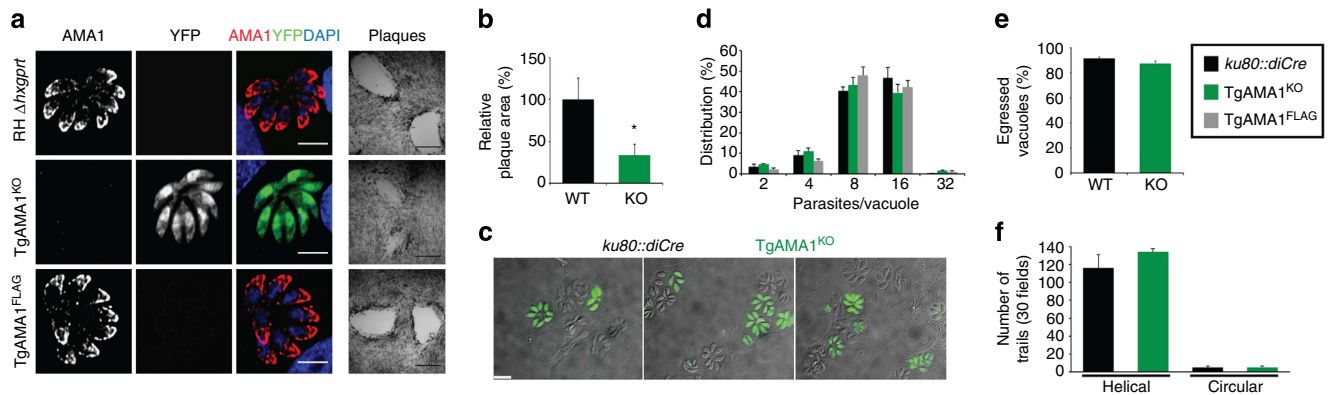 a
AMA1 YFP AMA1YFPDAPI Plaques
RH Δhxgprt
TgAMA1KO
TgAMA1FLAG
b
Relative plaque area (%)
150
100
50
0
*
WT KO
c
ku80::diCre TgAMA1KO
d
Distribution (%)
60
50
40
30
20
10
0
2 4 8 16 32
Parasites/vacuole
e
Egressed vacuoles (%)
100
80
60
40
20
0
WT KO
ku80::diCre
TgAMA1KO
TgAMA1FLAG
f
Number of trails (30 fields)
140
120
100
80
60
40
20
0
Helical Circular